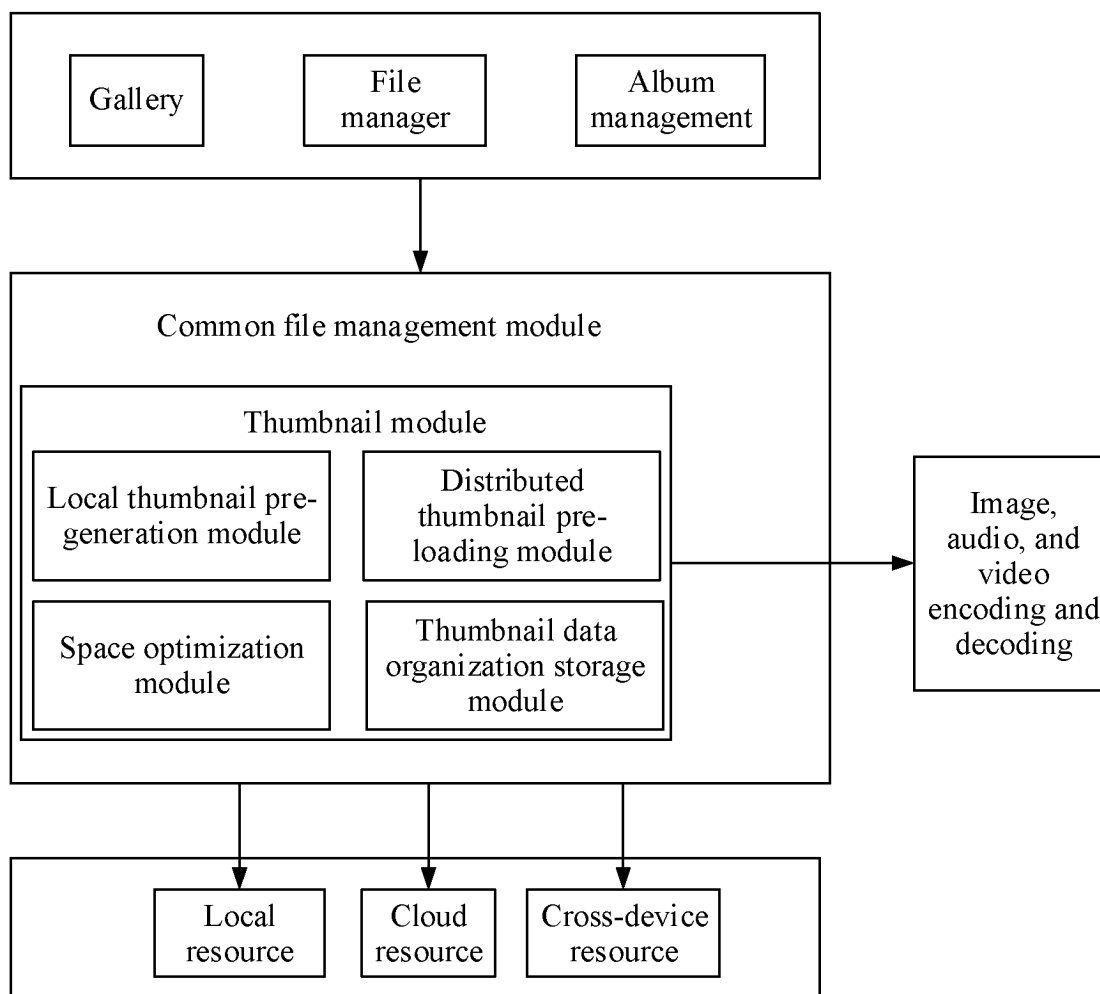 Gallery
File
manager
Album
management
Common file management module
Thumbnail module
Local thumbnail pre-
generation module
Distributed
thumbnail pre-
loading module
Space optimization
module
Thumbnail data
organization storage
module
Image,
audio, and
video
encoding and
decoding
Local
resource
Cloud
resource
Cross-device
resource